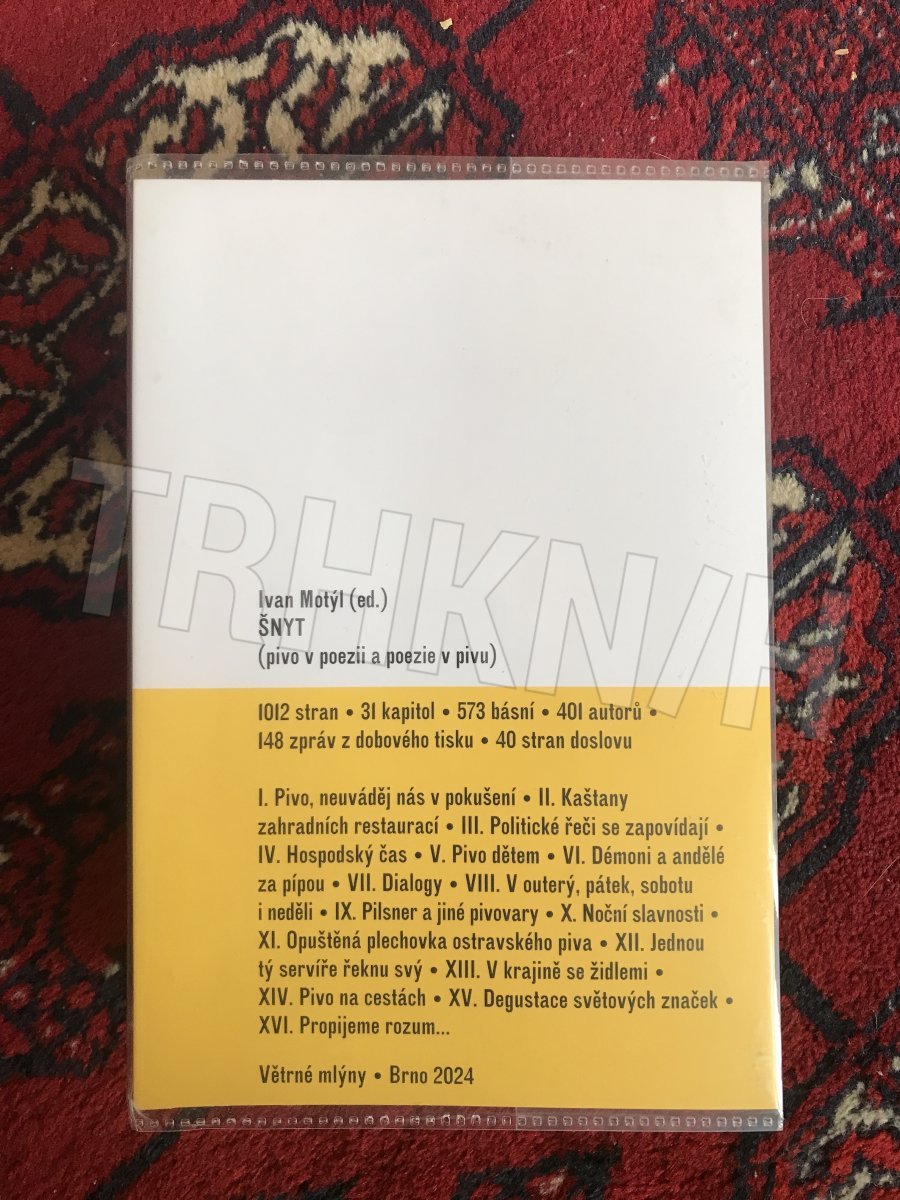 Ivan Motýl (ed.)
ŠNYT
(pivo v poezii a poezie v pivu)
1012 stran • 31 kapitol • 573 básní • 401 autorů •
148 zpráv z dobového tisku • 40 stran doslovu
I. Pivo, neuváděj nás v pokušení • II. Kaštany
zahradních restaurací • III. Politické řeči se zapovídají •
IV. Hospodský čas • V. Pivo dětem • VI. Démoni a andělé
za pípou • VII. Dialogy • VIII. V outerý, pátek, sobotu
i neděli • IX. Pilsner a jiné pivovary • X. Noční slavnosti •
XI. Opuštěná plechovka ostravského piva • XII. Jednou
tý servíře řeknu svý • XIII. V krajině se židlemi •
XIV. Pivo na cestách • XV. Degustace světových značek •
XVI. Propijeme rozum...
Větrné mlýny • Brno 2024
TRHKNIH